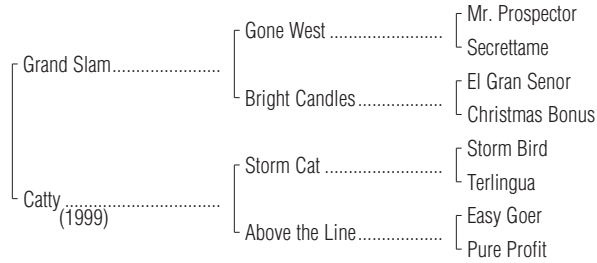 Mr. Prospector
Gone West ....................
Secrettame
Grand Slam......................
El Gran Senor
Bright Candles.................
Christmas Bonus
Storm Bird
Storm Cat .....................
Terlingua
Catty ...............................
(1999)
Easy Goer
Above the Line.................
Pure Profit